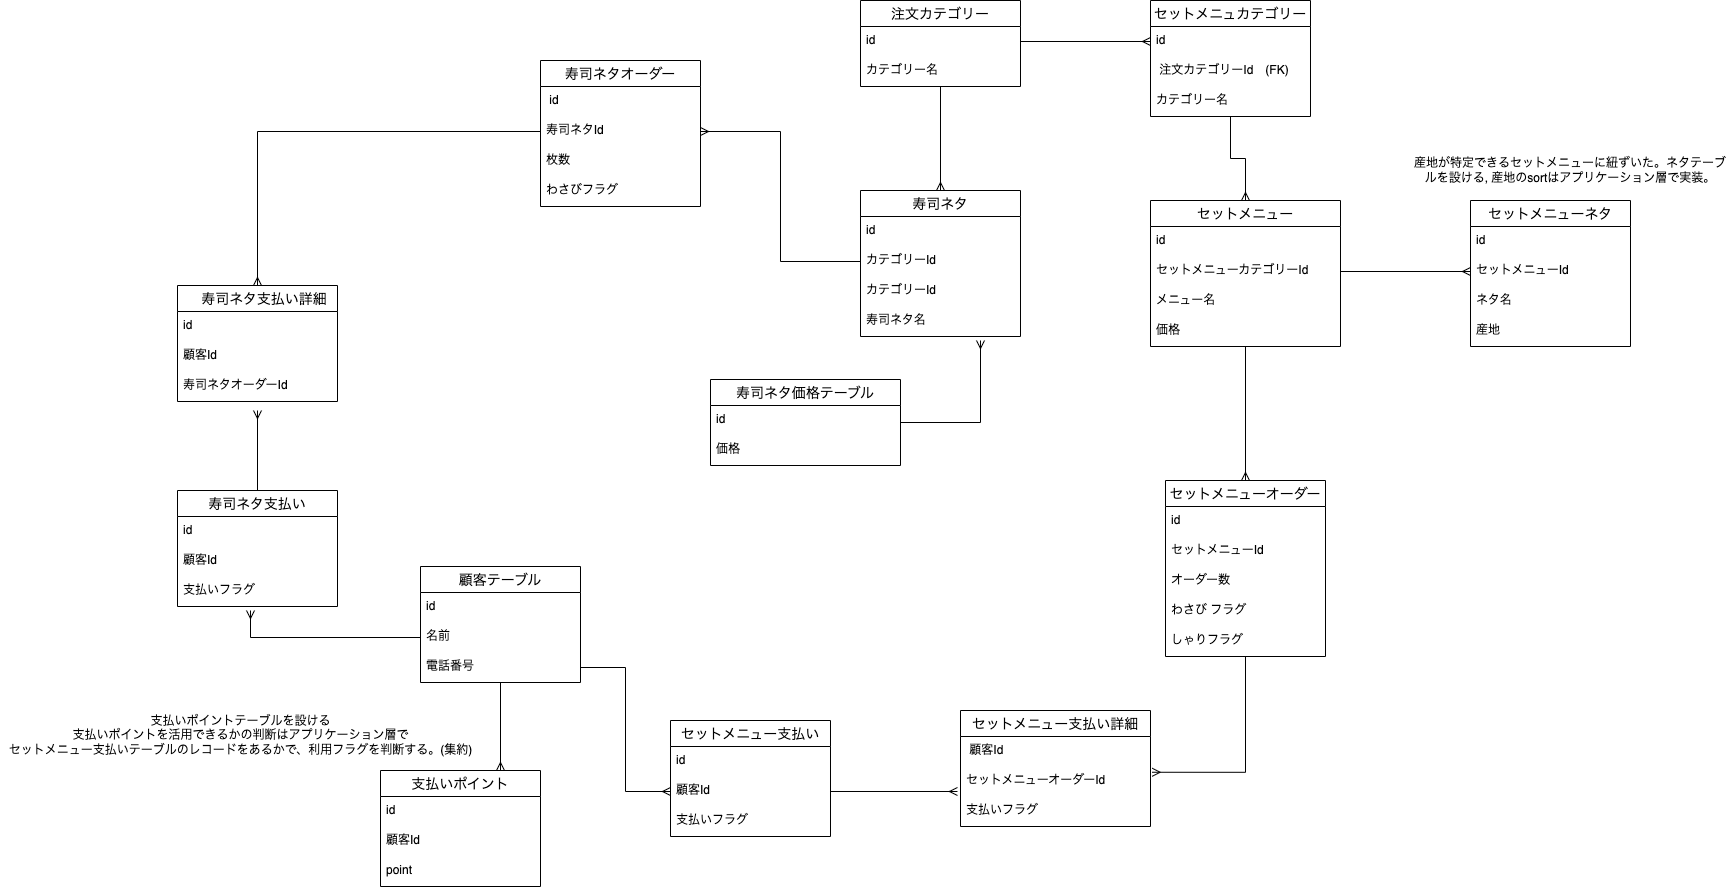 注文カテゴリー
id
カテゴリー名
セットメニュカテゴリー
id
注文カテゴリーId　(FK)
カテゴリー名
寿司ネタオーダー
id
寿司ネタId
枚数
わさびフラグ
産地が特定できるセットメニューに紐ずいた。ネタテーブ
ルを設ける, 産地のsortはアプリケーション層で実装。
寿司ネタ
id
カテゴリーId
カテゴリーId
寿司ネタ名
セットメニュー
id
セットメニューカテゴリーId
メニュー名
価格
セットメニューネタ
id
セットメニューId
ネタ名
産地
寿司ネタ支払い詳細
id
顧客Id
寿司ネタオーダーId
寿司ネタ価格テーブル
id
価格
寿司ネタ支払い
id
顧客Id
支払いフラグ
セットメニューオーダー
id
セットメニューId
オーダー数
わさび フラグ
しゃりフラグ
顧客テーブル
id
名前
電話番号
支払いポイントテーブルを設ける
支払いポイントを活用できるかの判断はアプリケーション層で
セットメニュー支払いテーブルのレコードをあるかで、利用フラグを判断する。(集約)
支払いポイント
id
顧客Id
point
セットメニュー支払い
id
顧客Id
支払いフラグ
セットメニュー支払い詳細
顧客Id
セットメニューオーダーId
支払いフラグ